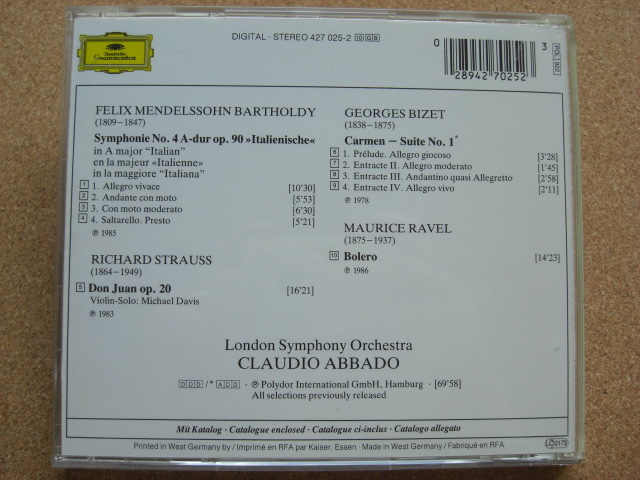 Deutsche
Grammophon
DIGITAL · STEREO 427 025-2 GB
0 28942 70252 3
FELIX MENDELSSOHN BARTHOLDY
(1809–1847)
Symphonie No. 4 A-dur op. 90 »Italienische«
in A major "Italian"
en la majeur «Italienne»
in la maggiore "Italiana"
1 1. Allegro vivace [10'30]
2 2. Andante con moto [5'53]
3 3. Con moto moderato [6'30]
4 4. Saltarello. Presto [5'21]
℗ 1985
RICHARD STRAUSS
(1864–1949)
5 Don Juan op. 20 [16'21]
Violin-Solo: Michael Davis
℗ 1983
GEORGES BIZET
(1838–1875)
Carmen – Suite No. 1*
6 1. Prélude. Allegro giocoso [3'28]
7 2. Entracte II. Allegro moderato [1'45]
8 3. Entracte III. Andantino quasi Allegretto [2'58]
9 4. Entracte IV. Allegro vivo [2'11]
℗ 1978
MAURICE RAVEL
(1875–1937)
10 Bolero [14'23]
℗ 1986
London Symphony Orchestra
CLAUDIO ABBADO
DDD / * ADD · ℗ Polydor International GmbH, Hamburg · [69'58]
All selections previously released
Mit Katalog · Catalogue enclosed · Catalogue ci-inclus · Catalogo allegato
Printed in West Germany by / Imprimé en RFA par Kaiser, Essen · Made in West Germany / Fabriqué en RFA
LC 0173